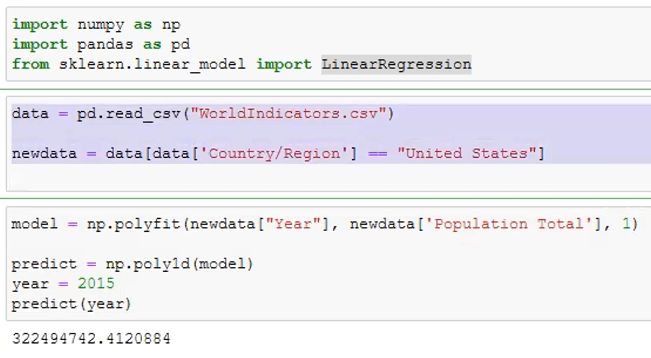 import numpy as np
import pandas as pd
from sklearn.linear_model import LinearRegression
data = pd.read_csv("WorldIndicators.csv")
newdata = data[data['Country/Region'] == "United States"]
model = np.polyfit(newdata["Year"], newdata['Population Total'], 1)
predict = np.poly1d(model)
year = 2015
predict(year)
322494742.4120884